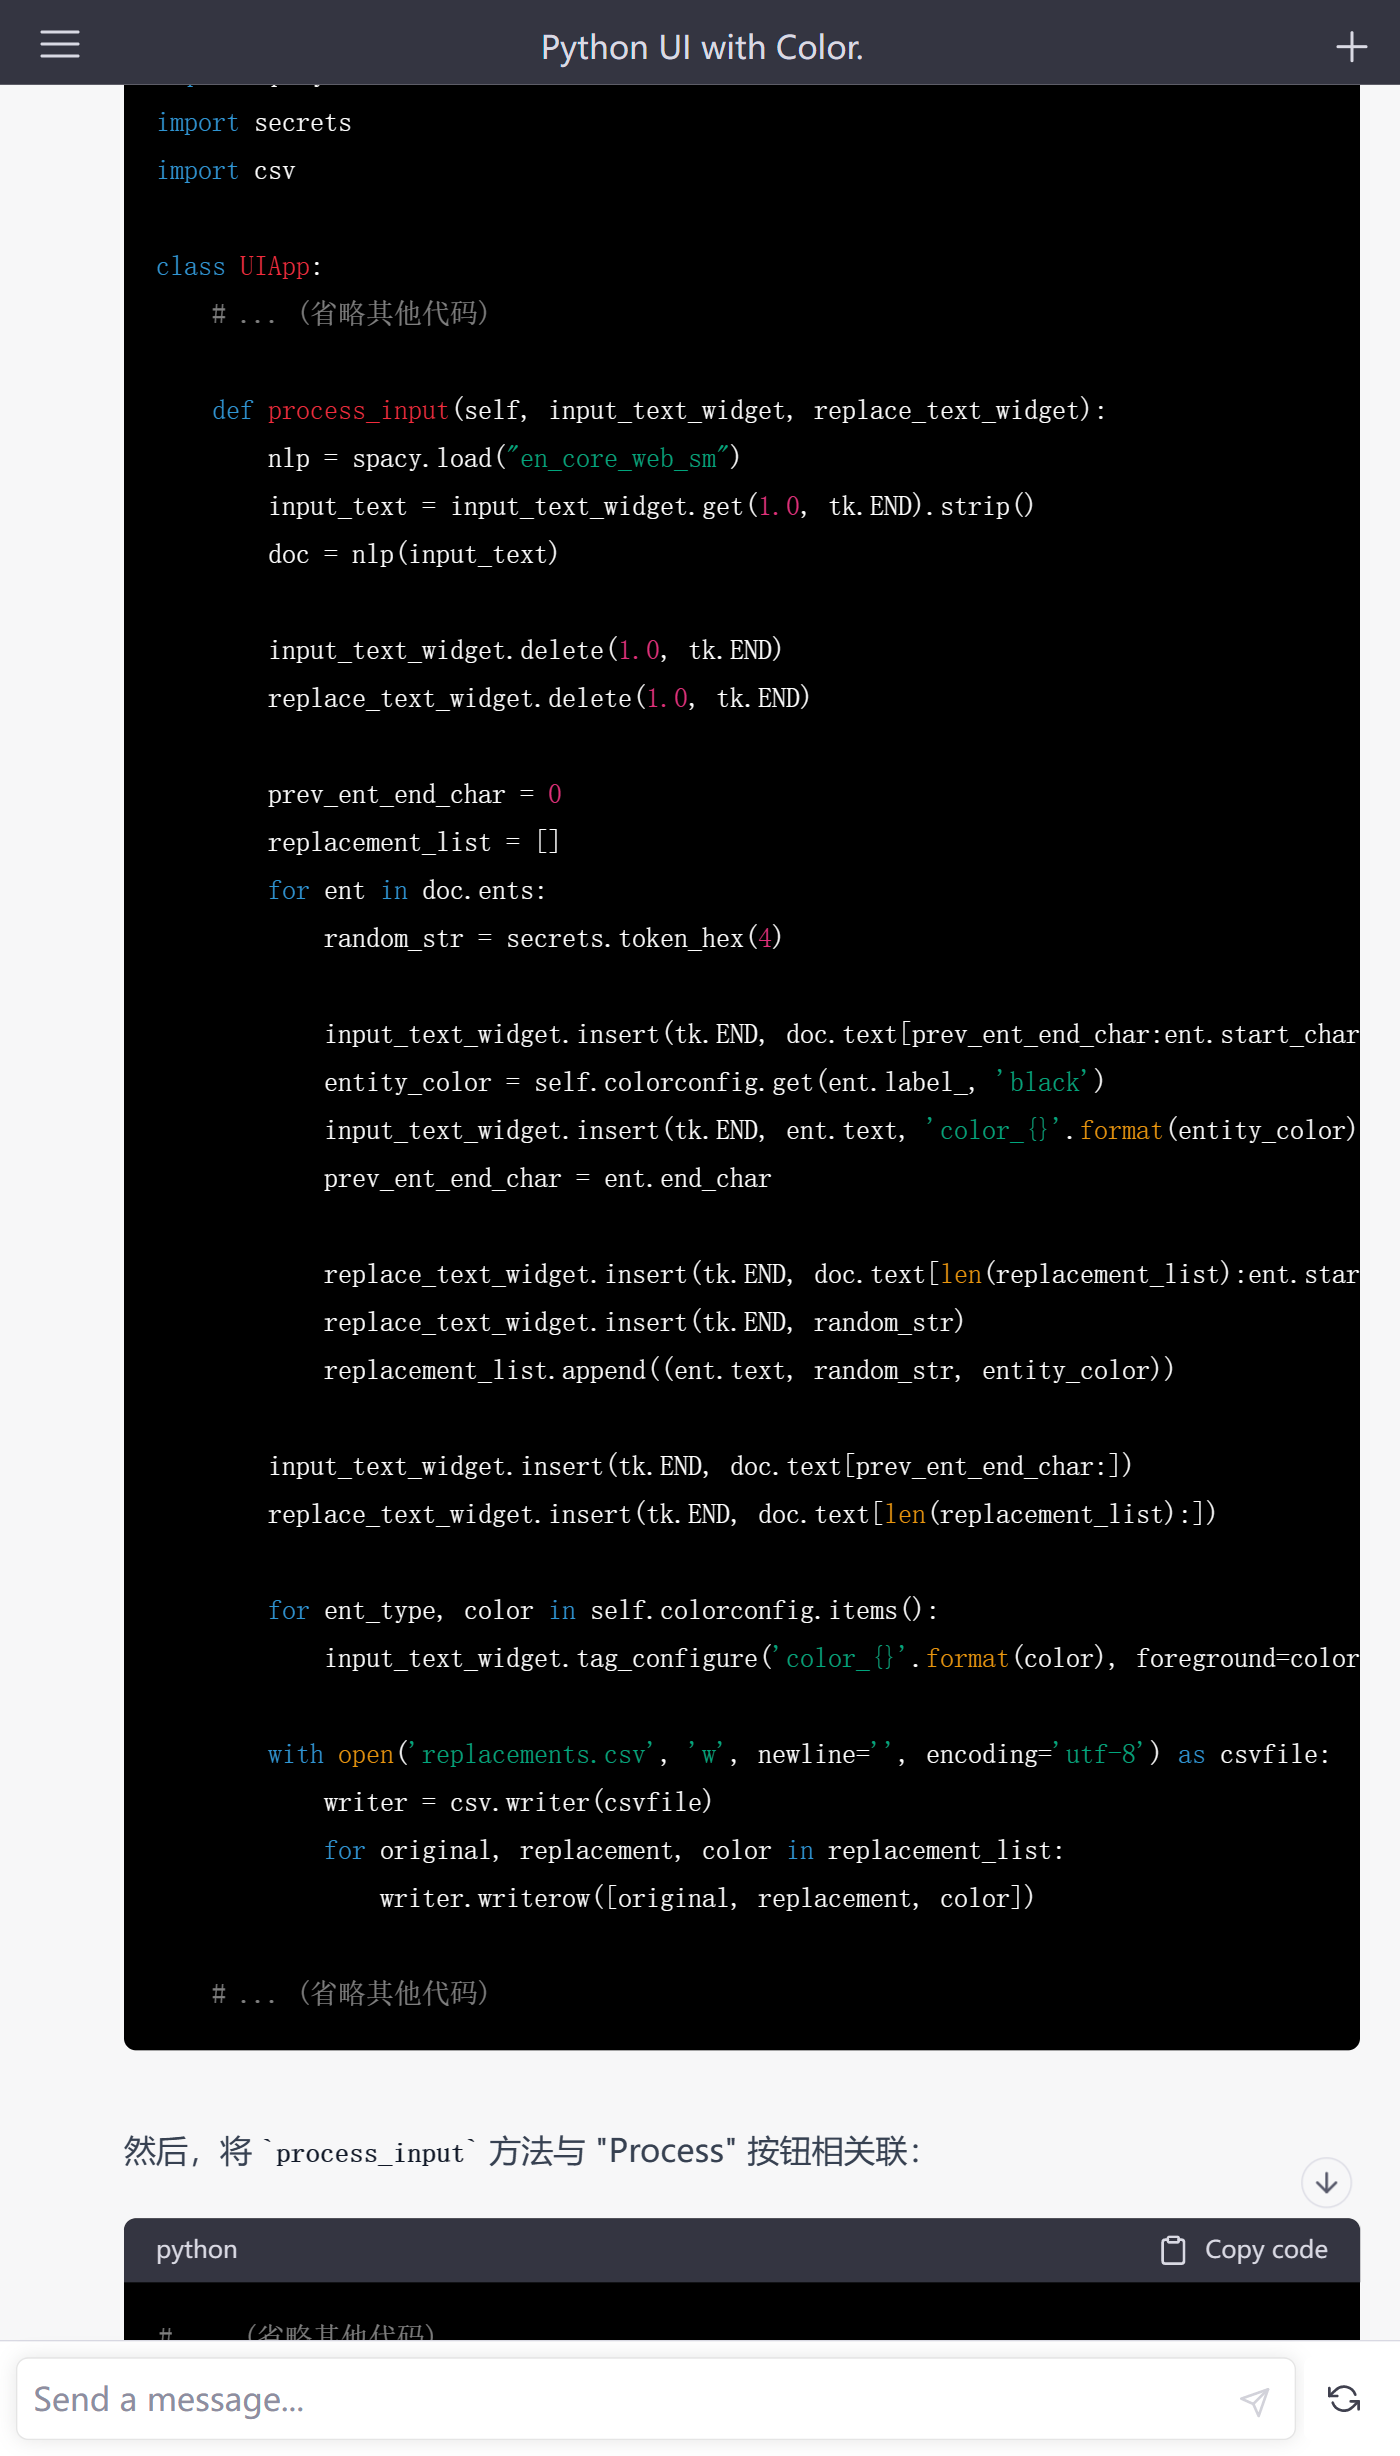 Python UI with Color.
import secrets
import csv
class UIApp:
# ... (省略其他代码)
def process_input(self, input_text_widget, replace_text_widget):
nlp = spacy.load("en_core_web_sm")
input_text = input_text_widget.get(1.0, tk.END).strip()
doc = nlp(input_text)
input_text_widget.delete(1.0, tk.END)
replace_text_widget.delete(1.0, tk.END)
prev_ent_end_char = 0
replacement_list = []
for ent in doc.ents:
random_str = secrets.token_hex(4)
input_text_widget.insert(tk.END, doc.text[prev_ent_end_char:ent.start_char
entity_color = self.colorconfig.get(ent.label_, 'black')
input_text_widget.insert(tk.END, ent.text, 'color_{}'.format(entity_color)
prev_ent_end_char = ent.end_char
replace_text_widget.insert(tk.END, doc.text[len(replacement_list):ent.star
replace_text_widget.insert(tk.END, random_str)
replacement_list.append((ent.text, random_str, entity_color))
input_text_widget.insert(tk.END, doc.text[prev_ent_end_char:])
replace_text_widget.insert(tk.END, doc.text[len(replacement_list):])
for ent_type, color in self.colorconfig.items():
input_text_widget.tag_configure('color_{}'.format(color), foreground=color
with open('replacements.csv', 'w', newline='', encoding='utf-8') as csvfile:
writer = csv.writer(csvfile)
for original, replacement, color in replacement_list:
writer.writerow([original, replacement, color])
# ... (省略其他代码)
然后，将 `process_input` 方法与 "Process" 按钮相关联：
python Copy code
# (省略其他代码)
Send a message...